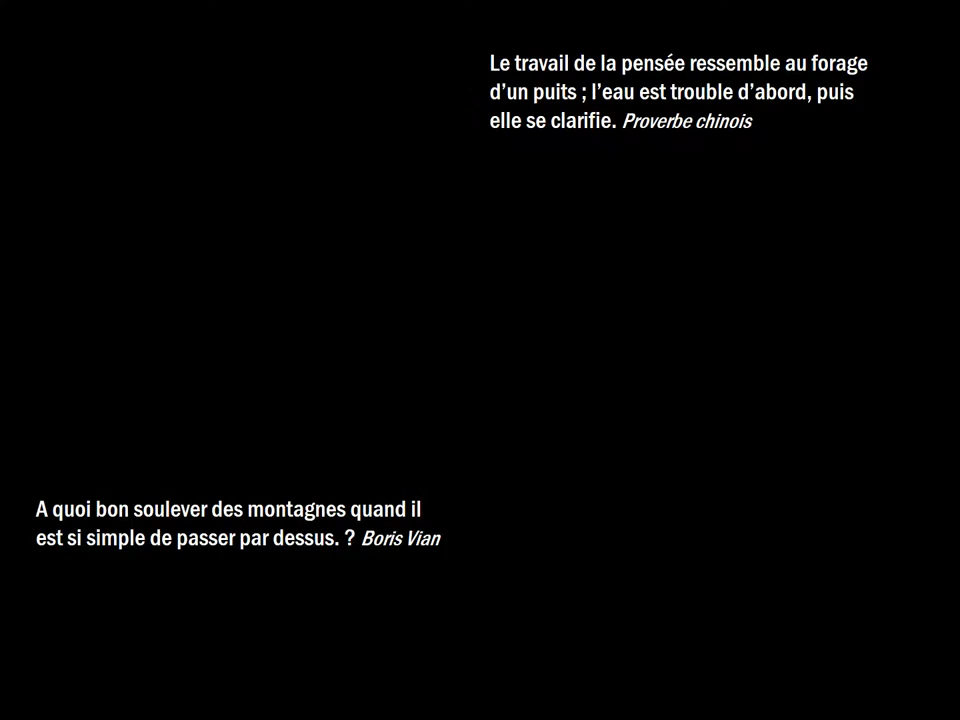 Le travail de la pensée ressemble au forage
d’un puits ; l’eau est trouble d’abord, puis
elle se clarifie. Proverbe chinois
A quoi bon soulever des montagnes quand il
est si simple de passer par dessus. ? Boris Vian